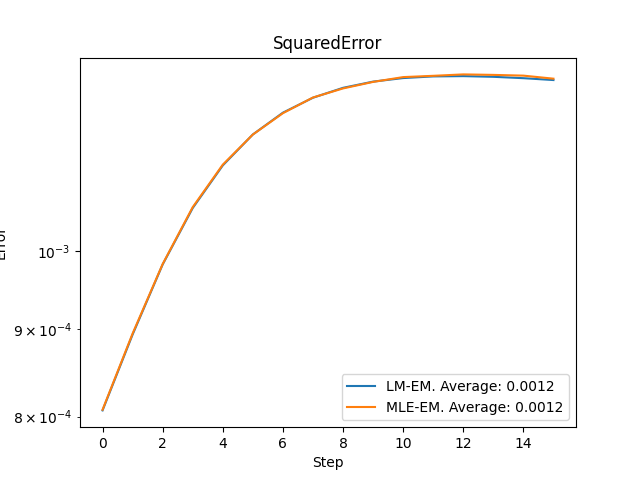 SquaredError
Error
10⁻³
9 × 10⁻⁴
8 × 10⁻⁴
LM-EM. Average: 0.0012
MLE-EM. Average: 0.0012
0 2 4 6 8 10 12 14
Step